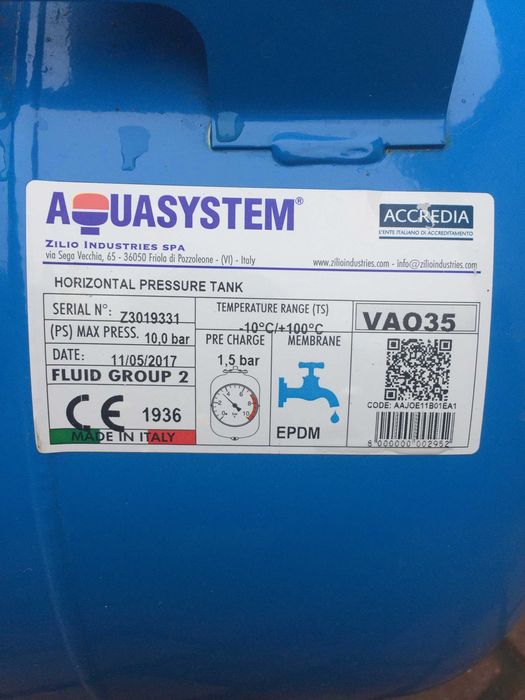 AQUASYSTEM®
ZILIO INDUSTRIES SPA
via Sega Vecchia, 65 - 36050 Friola di Pozzoleone - (VI) - Italy
ACCREDIA
L'ENTE ITALIANO DI ACCREDITAMENTO
www.zilioindustries.com - info@zilioindustries.com
HORIZONTAL PRESSURE TANK
SERIAL N°: Z3019331
(PS) MAX PRESS. 10,0 bar
DATE: 11/05/2017
FLUID GROUP 2
CE 1936
MADE IN ITALY
TEMPERATURE RANGE (TS)
-10°C/+100°C
PRE CHARGE
1,5 bar
MEMBRANE
EPDM
VAO35
CODE: AAJOE11B01EA1
8 000000 002952